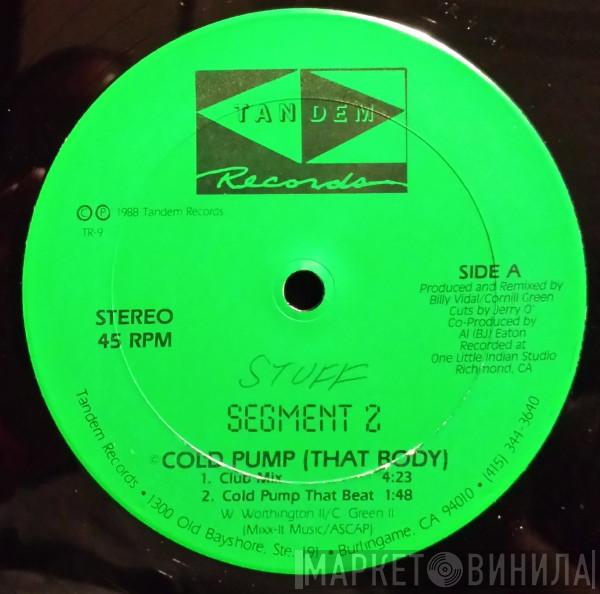 TANDEM
Records
© ℗ 1988 Tandem Records
TR-9
STEREO
45 RPM
SIDE A
Produced and Remixed by
Billy Vidal/Cornill Green
Cuts by "Jerry Q"
Co-Produced by
Al (BJ) Eaton
Recorded at
One Little Indian Studio
Richmond, CA
STUFF
SEGMENT 2
COLD PUMP (THAT BODY)
1. Club Mix 4:23
2. Cold Pump That Beat 1:48
W. Worthington II/C. Green II
(Mixx-It Music/ASCAP)
Tandem Records • 1300 Old Bayshore, Ste. 191 • Burlingame, CA 94010 • (415) 344-3640
МАРКЕТ ВИНИЛА